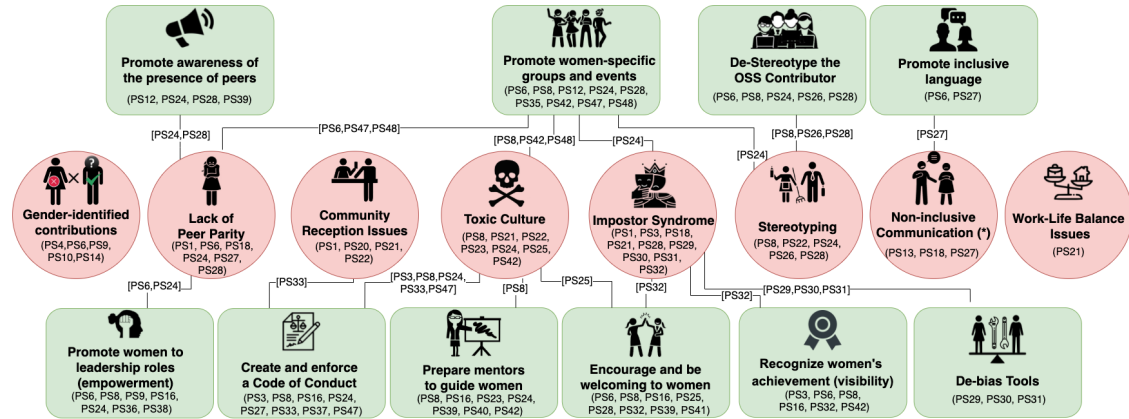 Promote awareness of
the presence of peers
(PS12, PS24, PS28, PS39)
Promote women-specific
groups and events
(PS6, PS8, PS12, PS24, PS28,
PS35, PS42, PS47, PS48)
De-Stereotype the
OSS Contributor
(PS6, PS8, PS24, PS26, PS28)
Promote inclusive
language
(PS6, PS27)
[PS24,PS28]
[PS6,PS47,PS48]
[PS8,PS42,PS48]
[PS24]
[PS24]
[PS8,PS26,PS28]
[PS27]
?
Gender-identified
contributions
(PS4,PS6,PS9,
PS10,PS14)
Lack of
Peer Parity
(PS1, PS6, PS18,
PS24, PS27,
PS28)
Community
Reception Issues
(PS1, PS20, PS21,
PS22)
Toxic Culture
(PS8, PS21, PS22,
PS23, PS24, PS25,
PS42)
Impostor Syndrome
(PS1, PS3, PS18,
PS21, PS28, PS29,
PS30, PS31,
PS32)
Stereotyping
(PS8, PS22, PS24,
PS26, PS28)
Non-inclusive
Communication (*)
(PS13, PS18, PS27)
Work-Life Balance
Issues
(PS21)
[PS6,PS24]
[PS33]
[PS3,PS8,PS24,
PS33,PS47]
[PS8]
[PS25]
[PS32]
[PS32]
[PS29,PS30,PS31]
Promote women to
leadership roles
(empowerment)
(PS6, PS8, PS9, PS16,
PS24, PS36, PS38)
Create and enforce
a Code of Conduct
(PS3, PS8, PS16, PS24,
PS27, PS33, PS37, PS47)
Prepare mentors
to guide women
(PS8, PS16, PS23, PS24,
PS39, PS40, PS42)
Encourage and be
welcoming to women
(PS6, PS8, PS16, PS25,
PS28, PS32, PS39, PS41)
Recognize women's
achievement (visibility)
(PS3, PS6, PS8,
PS16, PS32, PS42)
De-bias Tools
(PS29, PS30, PS31)